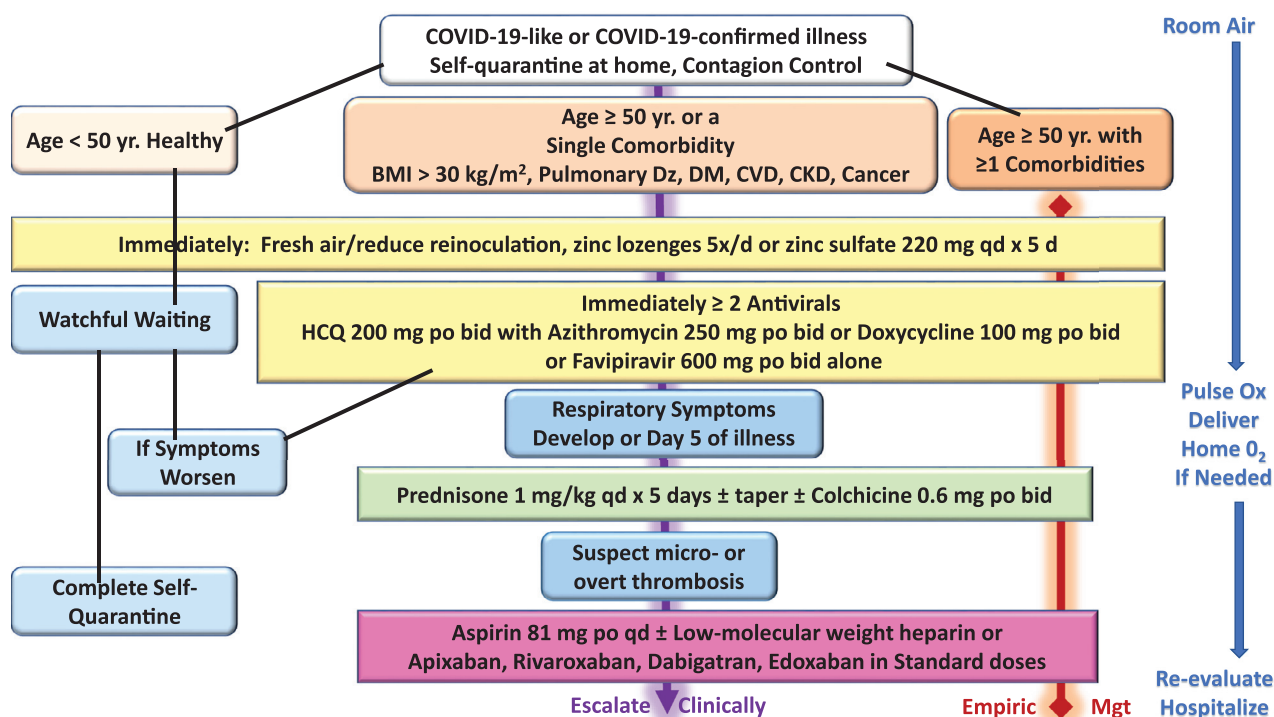 COVID-19-like or COVID-19-confirmed illness
Self-quarantine at home, Contagion Control
Room Air
Age < 50 yr. Healthy
Age ≥ 50 yr. or a
Single Comorbidity
BMI > 30 kg/m², Pulmonary Dz, DM, CVD, CKD, Cancer
Age ≥ 50 yr. with
≥1 Comorbidities
Immediately: Fresh air/reduce reinoculation, zinc lozenges 5x/d or zinc sulfate 220 mg qd x 5 d
Watchful Waiting
Immediately ≥ 2 Antivirals
HCQ 200 mg po bid with Azithromycin 250 mg po bid or Doxycycline 100 mg po bid
or Favipiravir 600 mg po bid alone
Pulse Ox
Deliver
Home 0₂
If Needed
Respiratory Symptoms
Develop or Day 5 of illness
If Symptoms
Worsen
Prednisone 1 mg/kg qd x 5 days ± taper ± Colchicine 0.6 mg po bid
Suspect micro- or
overt thrombosis
Complete Self-
Quarantine
Aspirin 81 mg po qd ± Low-molecular weight heparin or
Apixaban, Rivaroxaban, Dabigatran, Edoxaban in Standard doses
Escalate Clinically
Empiric Mgt
Re-evaluate
Hospitalize